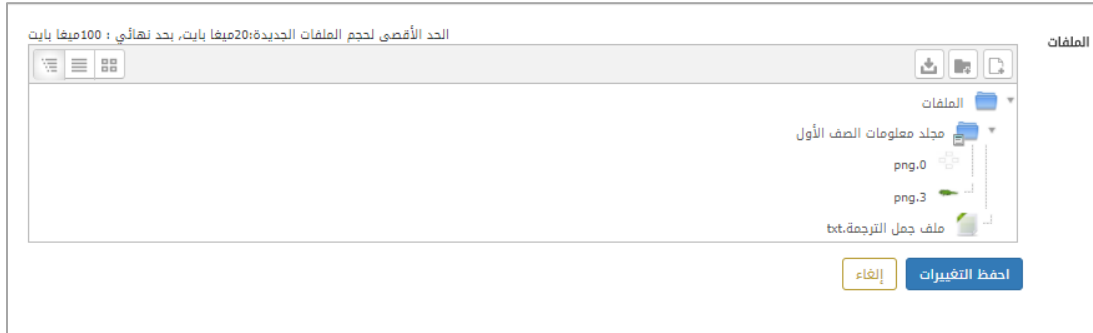 الملفات
الحد الأقصى لحجم الملفات الجديدة:20ميغا بايت, بحد نهائي : 100ميغا بايت
الملفات
مجلد معلومات الصف الأول
png.0
png.3
ملف جمل الترجمة.txt
احفظ التغييرات
إلغاء